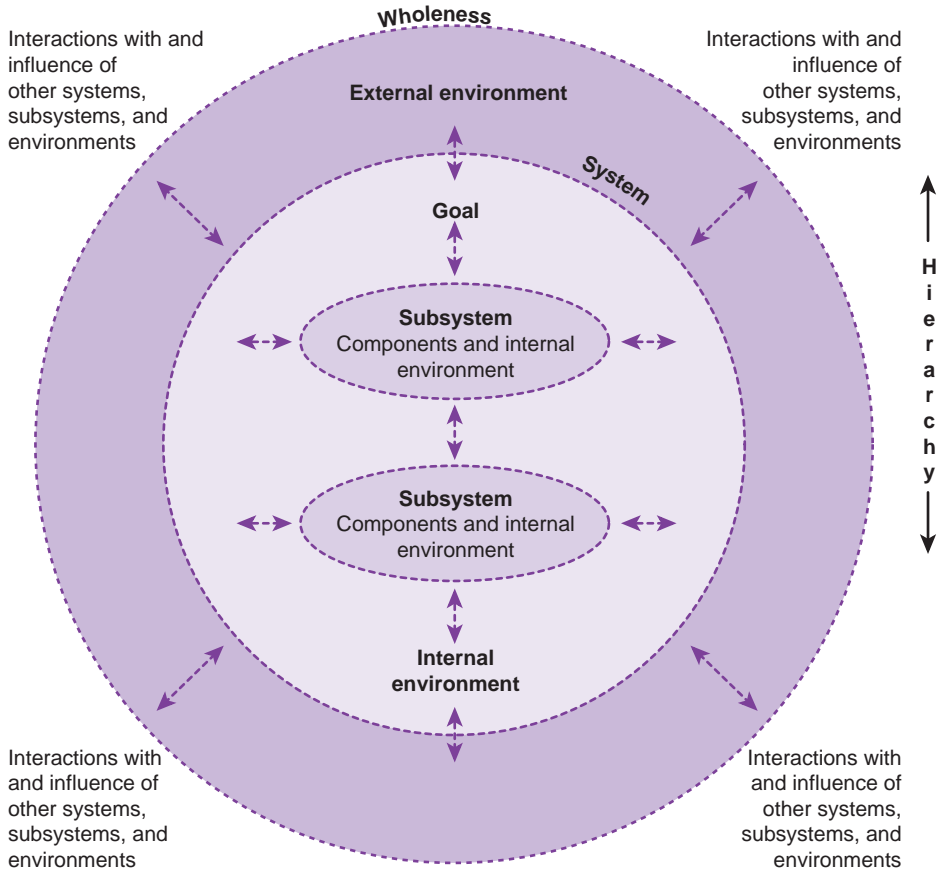 Wholeness
Interactions with and
influence of
other systems,
subsystems, and
environments
Interactions with and
influence of
other systems,
subsystems, and
environments
External environment
System
Goal
Subsystem
Components and internal
environment
Subsystem
Components and internal
environment
Internal
environment
Hierarchy
Interactions with
and influence of
other systems,
subsystems, and
environments
Interactions with
and influence of
other systems,
subsystems, and
environments